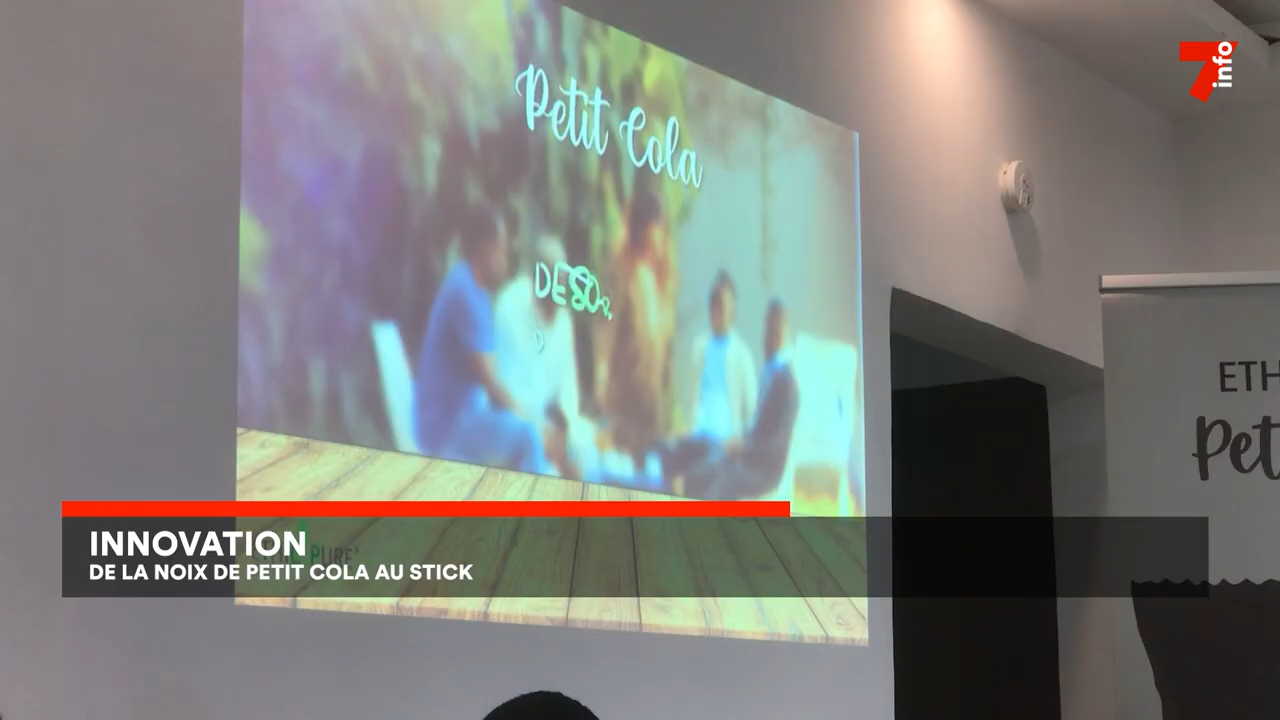 7info
Petit Cola
ETH
Pet
INNOVATION
DE LA NOIX DE PETIT COLA AU STICK